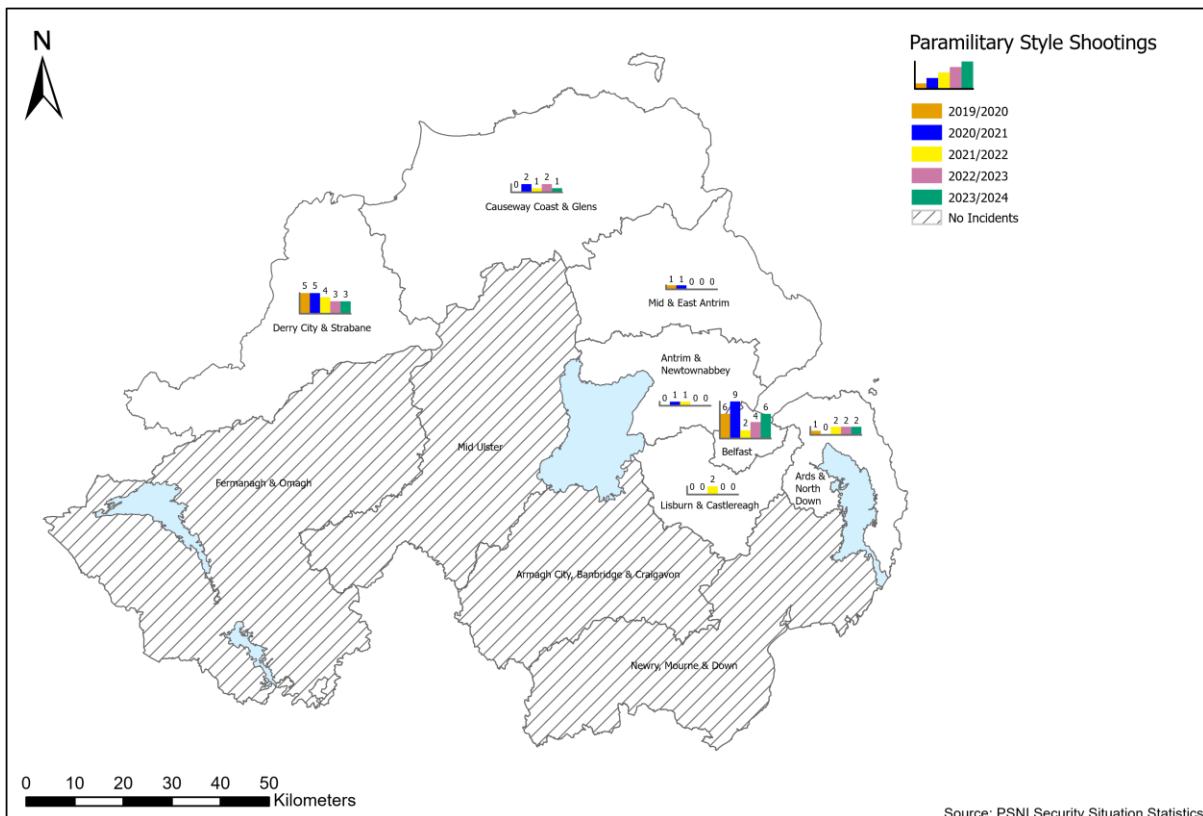 N
Paramilitary Style Shootings
2019/2020
2020/2021
2021/2022
2022/2023
2023/2024
No Incidents
0 2 1 2 1
Causeway Coast & Glens
5 5 4 3 3
Derry City & Strabane
1 1 0 0 0
Mid & East Antrim
Antrim &
Newtownabbey
0 1 1 0 0
6 9 2 4 6
Belfast
1 0 2 2 2
Ards &
North
Down
Mid Ulster
Fermanagh & Omagh
0 0 2 0 0
Lisburn & Castlereagh
Armagh City, Banbridge & Craigavon
Newry, Mourne & Down
0 10 20 30 40 50
Kilometers
Source: PSNI Security Situation Statistics